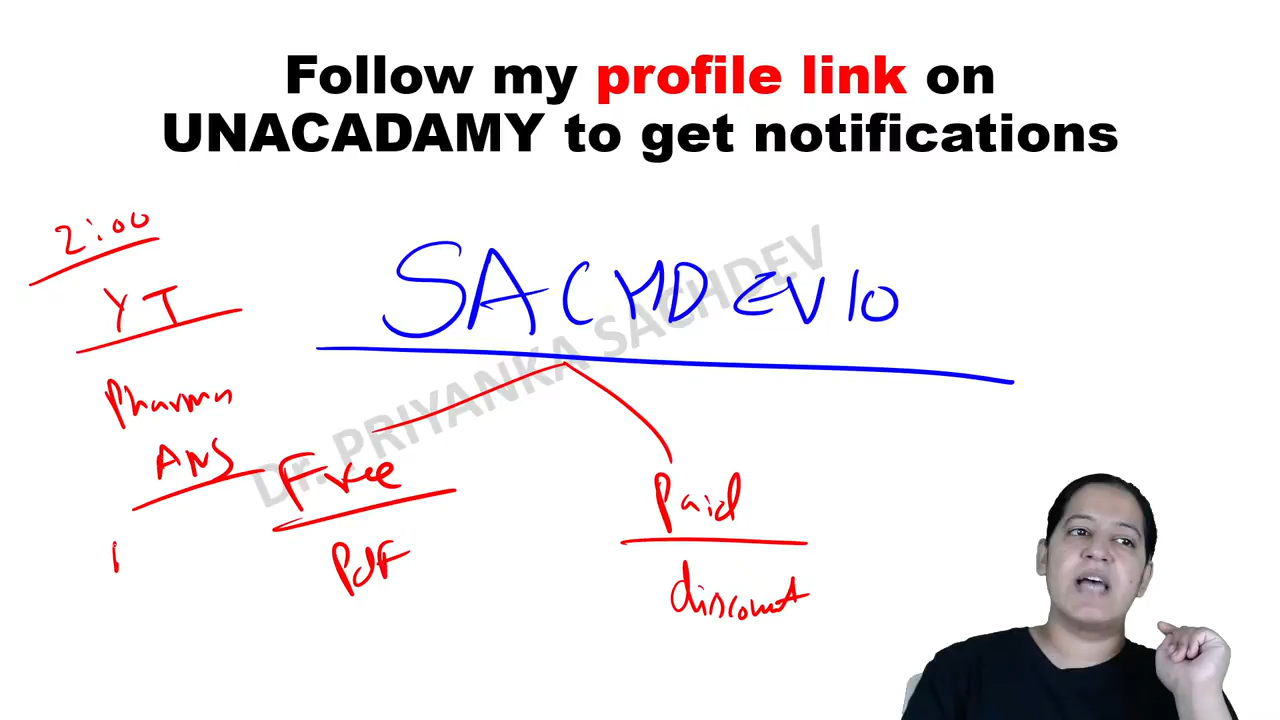 Follow my profile link on
UNACADAMY to get notifications
2:00
YT
Pharma
ANS
SACHDEV10
Dr. PRIYANKA SACHDEV
Free
Pdf
Paid
discount